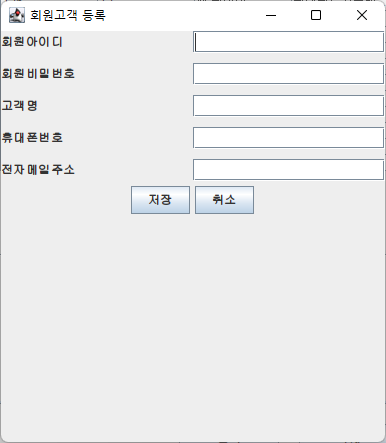 회원고객 등록
회원아이디
회원비밀번호
고객명
휴대폰번호
전자메일주소
저장 취소